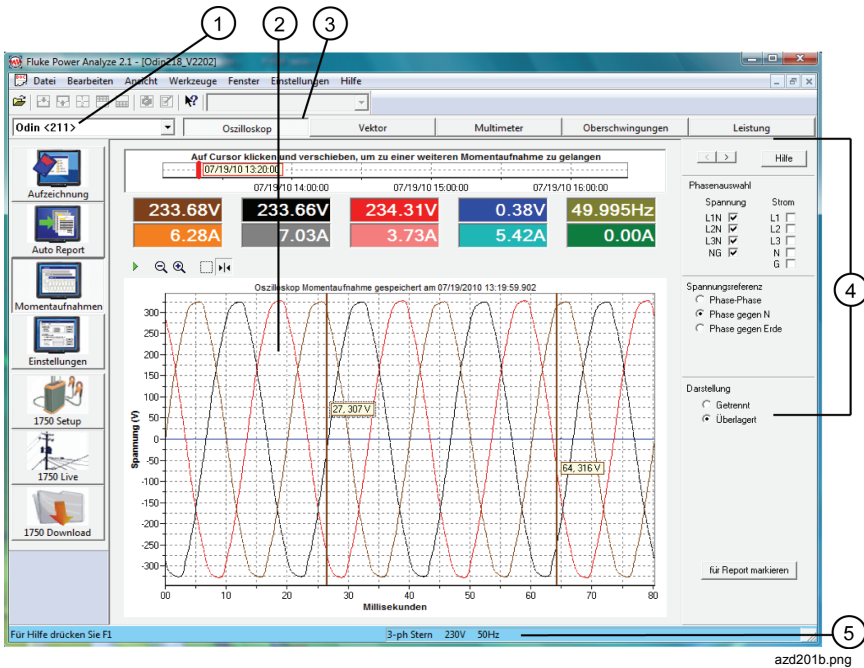 1
2
3
Fluke Power Analyze 2.1 - [Odin218_V2202]
Datei Bearbeiten Ansicht Werkzeuge Fenster Einstellungen Hilfe
Odin <211>
Oszilloskop Vektor Multimeter Oberschwingungen Leistung
Auf Cursor klicken und verschieben, um zu einer weiteren Momentaufnahme zu gelangen
07/19/10 13:20:00
07/19/10 14:00:00 07/19/10 15:00:00 07/19/10 16:00:00
233.68V 233.66V 234.31V 0.38V 49.995Hz
6.28A 7.03A 3.73A 5.42A 0.00A
Aufzeichnung
Auto Report
Momentaufnahmen
Einstellungen
1750 Setup
1750 Live
1750 Download
Oszilloskop Momentaufnahme gespeichert am 07/19/2010 13:19:59.902
Spannung (V)
300
250
200
150
100
50
0
-50
-100
-150
-200
-250
-300
27, 307 V
64, 316 V
00 10 20 30 40 50 60 70 80
Millisekunden
< > Hilfe
Phasenauswahl
Spannung Strom
L1N L1
L2N L2
L3N L3
NG N
G
Spannungsreferenz
Phase-Phase
Phase gegen N
Phase gegen Erde
Darstellung
Getrennt
Überlagert
für Report markieren
4
Für Hilfe drücken Sie F1
3-ph Stern 230V 50Hz
5
azd201b.png